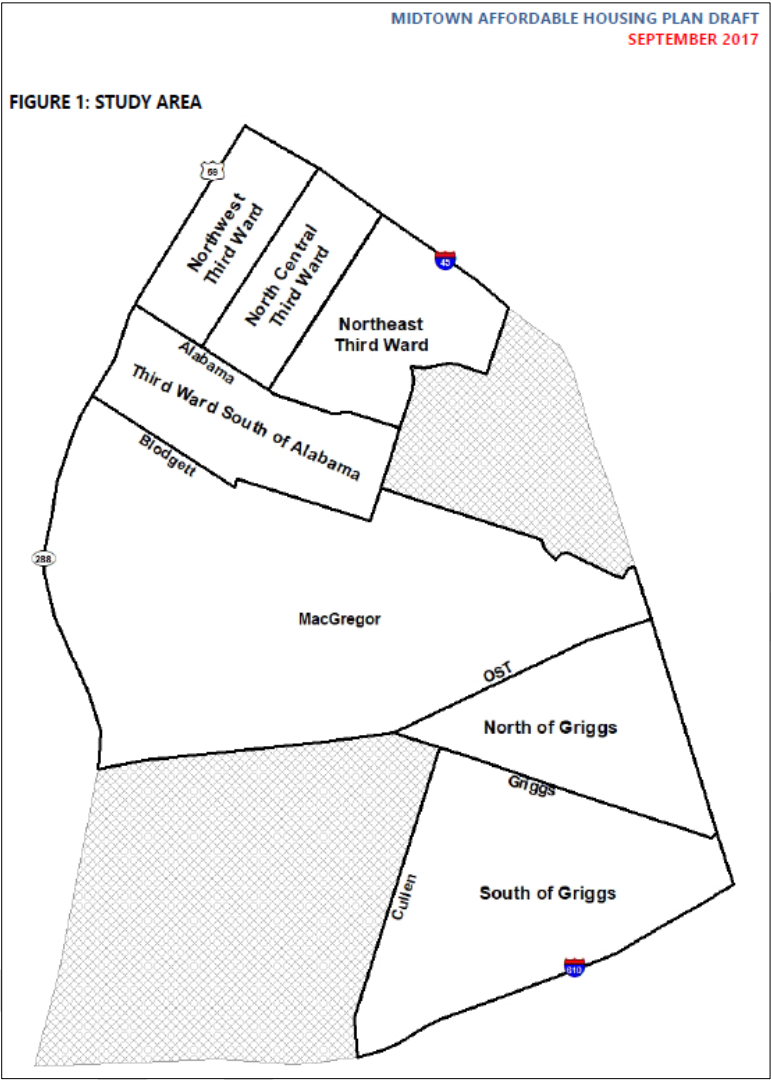 MIDTOWN AFFORDABLE HOUSING PLAN DRAFT
SEPTEMBER 2017
FIGURE 1: STUDY AREA
Northwest
Third Ward
North Central
Third Ward
45
Northeast
Third Ward
Alabama
Third Ward South of Alabama
Blodgett
288
MacGregor
OST
North of Griggs
Griggs
South of Griggs
Cullen
610